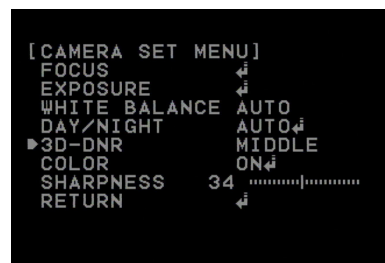 [CAMERA SET MENU]
FOCUS ↲
EXPOSURE ↲
WHITE BALANCE AUTO
DAY/NIGHT AUTO↲
▶3D-DNR MIDDLE
COLOR ON↲
SHARPNESS 34
RETURN ↲